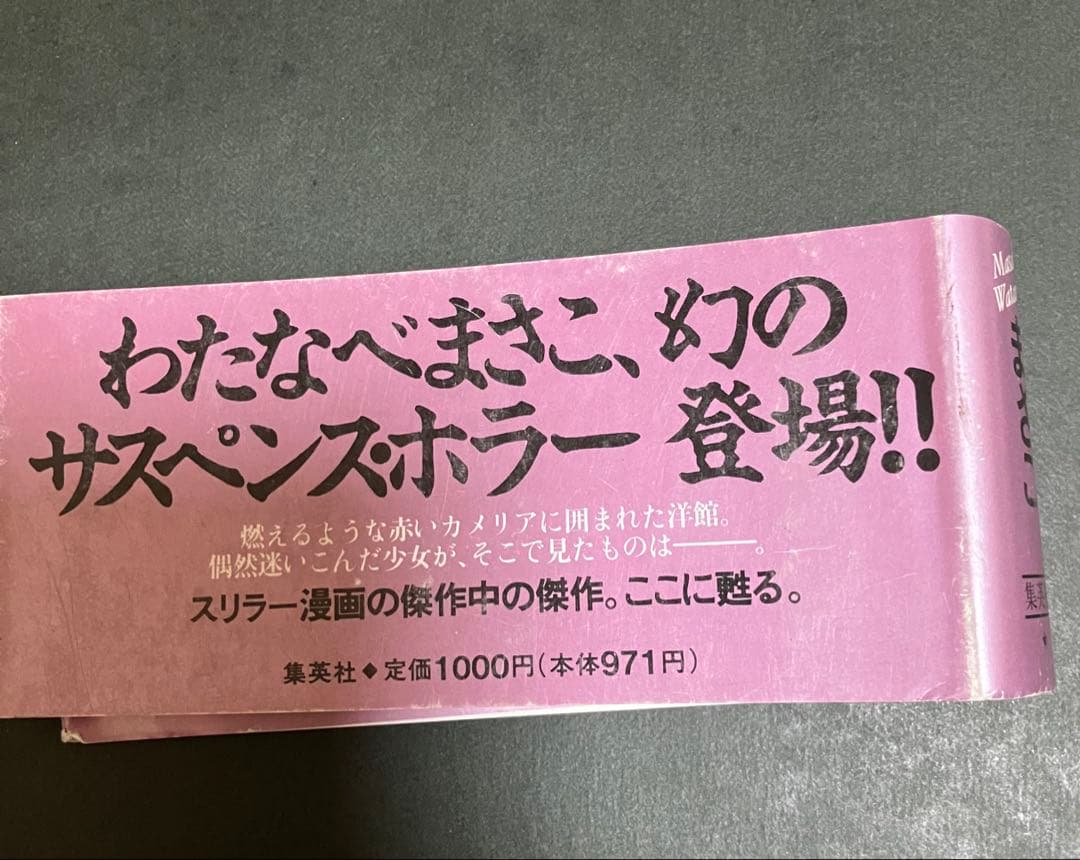 わたなべまさこ、幻の
サスペンス・ホラー 登場!!
燃えるような赤いカメリアに囲まれた洋館。
偶然迷いこんだ少女が、そこで見たものは───。
スリラー漫画の傑作中の傑作。ここに甦る。
集英社◆定価1000円(本体971円)